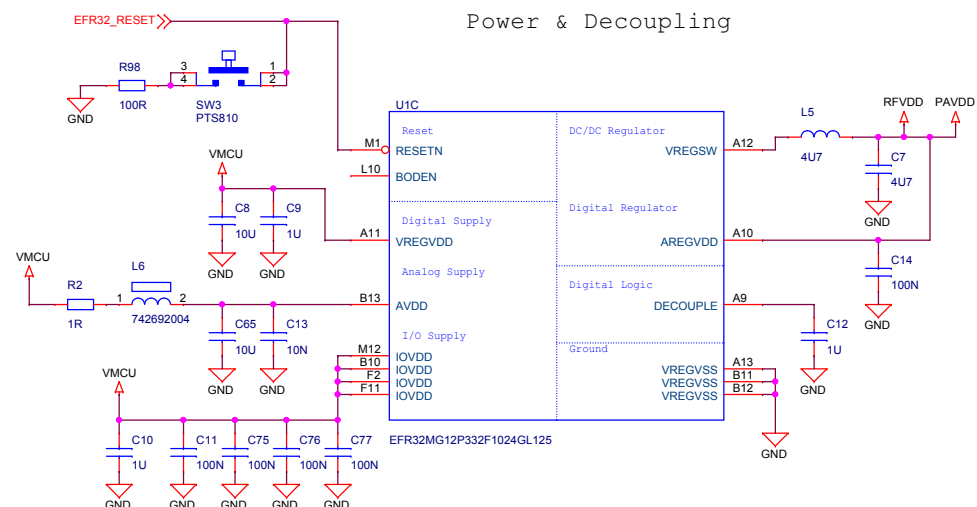 Power & Decoupling
EFR32_RESET
R98
100R
GND
3
4
1
2
SW3
PTS810
U1C
Reset
DC/DC Regulator
M1
RESETN
L10
BODEN
VREGSW
A12
L5
4U7
RFVDD
PAVDD
C7
4U7
GND
VMCU
C8
10U
GND
C9
1U
GND
Digital Supply
A11
VREGVDD
Digital Regulator
AREGVDD
A10
C14
100N
GND
VMCU
R2
1R
L6
1
2
742692004
Analog Supply
B13
AVDD
C65
10U
GND
C13
10N
GND
Digital Logic
DECOUPLE
A9
C12
1U
GND
I/O Supply
M12
IOVDD
B10
IOVDD
F2
IOVDD
F11
IOVDD
Ground
VREGVSS
A13
VREGVSS
B11
VREGVSS
B12
GND
EFR32MG12P332F1024GL125
VMCU
C10
1U
GND
C11
100N
GND
C75
100N
GND
C76
100N
GND
C77
100N
GND